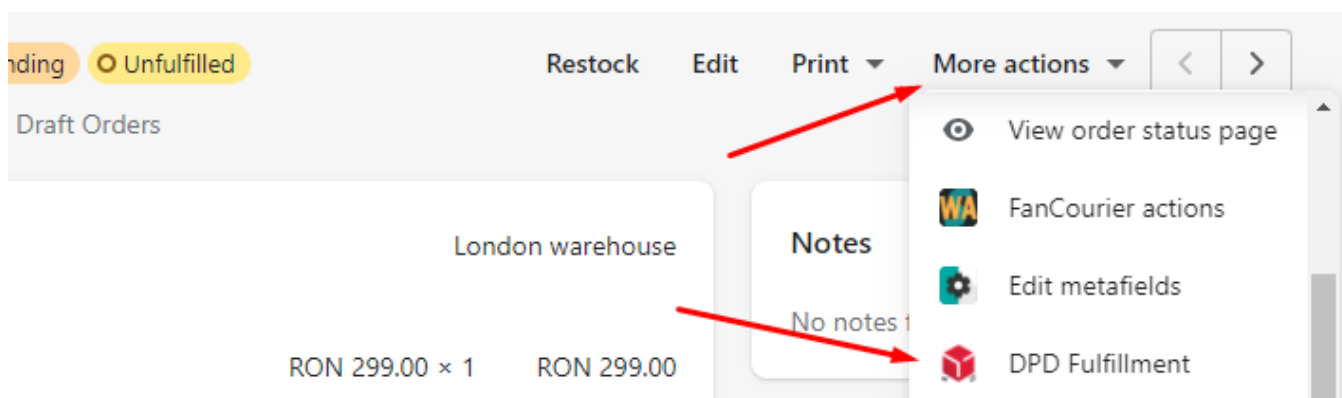 nding Unfulfilled Restock Edit Print More actions
Draft Orders
View order status page
WA FanCourier actions
London warehouse Notes
Edit metafields
No notes f
RON 299.00 × 1 RON 299.00 DPD Fulfillment